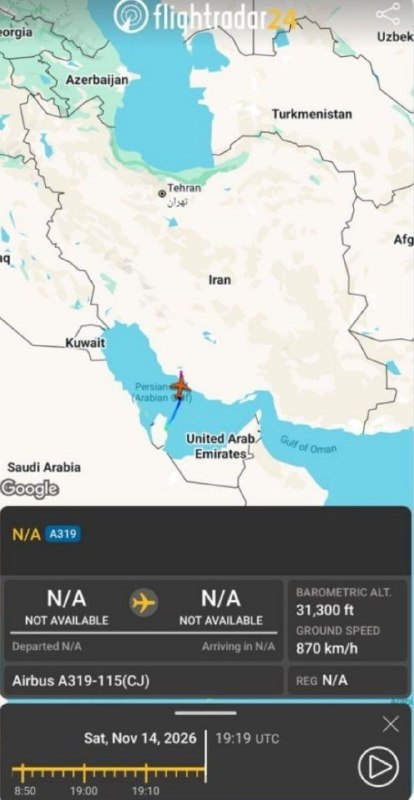 flightradar24
eorgia
Uzbek
Azerbaijan
Turkmenistan
Tehran
تهران
Afg
aq
Iran
Kuwait
Persian
(Arabian Gulf)
United Arab
Emirates
Gulf of Oman
Saudi Arabia
Google
N/A A319
N/A
NOT AVAILABLE
N/A
NOT AVAILABLE
Departed N/A
Arriving in N/A
BAROMETRIC ALT.
31,300 ft
GROUND SPEED
870 km/h
Airbus A319-115(CJ)
REG N/A
Sat, Nov 14, 2026 19:19 UTC
8:50 19:00 19:10